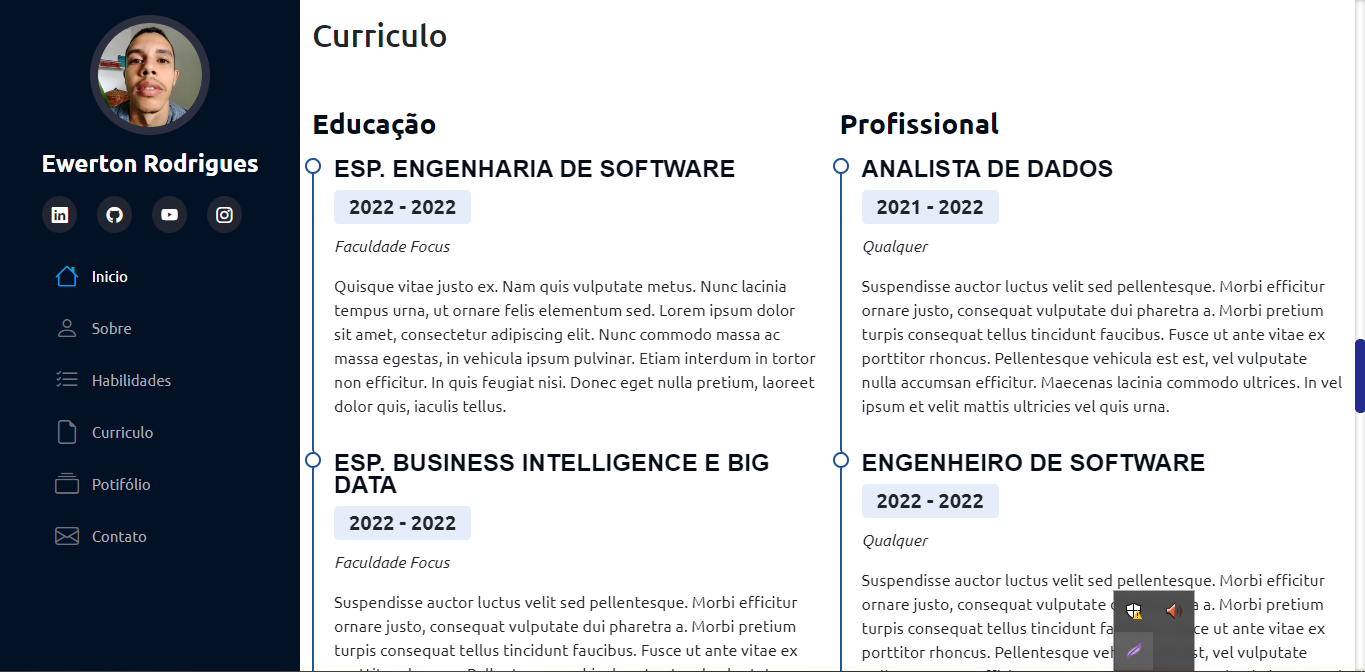 Ewerton Rodrigues
Inicio
Sobre
Habilidades
Curriculo
Potifólio
Contato
Curriculo
Educação
ESP. ENGENHARIA DE SOFTWARE
2022 - 2022
Faculdade Focus
Quisque vitae justo ex. Nam quis vulputate metus. Nunc lacinia
tempus urna, ut ornare felis elementum sed. Lorem ipsum dolor
sit amet, consectetur adipiscing elit. Nunc commodo massa ac
massa egestas, in vehicula ipsum pulvinar. Etiam interdum in tortor
non efficitur. In quis feugiat nisi. Donec eget nulla pretium, laoreet
dolor quis, iaculis tellus.
ESP. BUSINESS INTELLIGENCE E BIG
DATA
2022 - 2022
Faculdade Focus
Suspendisse auctor luctus velit sed pellentesque. Morbi efficitur
ornare justo, consequat vulputate dui pharetra a. Morbi pretium
turpis consequat tellus tincidunt faucibus. Fusce ut ante vitae ex
Profissional
ANALISTA DE DADOS
2021 - 2022
Qualquer
Suspendisse auctor luctus velit sed pellentesque. Morbi efficitur
ornare justo, consequat vulputate dui pharetra a. Morbi pretium
turpis consequat tellus tincidunt faucibus. Fusce ut ante vitae ex
porttitor rhoncus. Pellentesque vehicula est est, vel vulputate
nulla accumsan efficitur. Maecenas lacinia commodo ultrices. In vel
ipsum et velit mattis ultricies vel quis urna.
ENGENHEIRO DE SOFTWARE
2022 - 2022
Qualquer
Suspendisse auctor luctus velit sed pellentesque. Morbi efficitur
ornare justo, consequat vulputate a a. Morbi pretium
turpis consequat tellus tincidunt ut ante vitae ex
porttitor rhoncus. Pellentesque est, vel vulputate